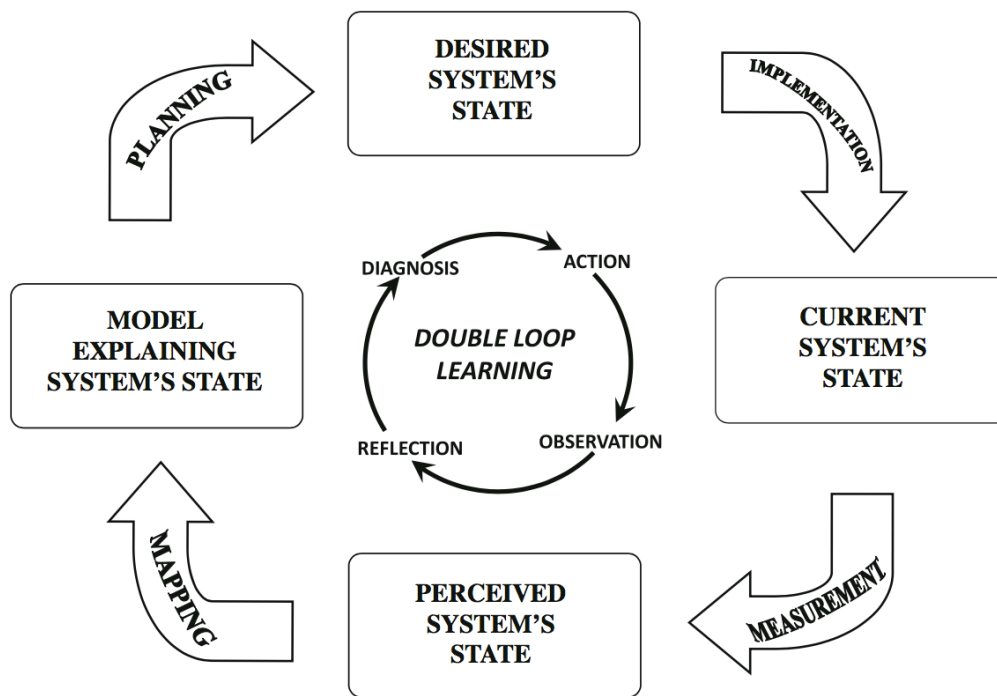 DESIRED
SYSTEM'S
STATE
PLANNING
IMPLEMENTATION
DIAGNOSIS
ACTION
MODEL
EXPLAINING
SYSTEM'S STATE
DOUBLE LOOP
LEARNING
CURRENT
SYSTEM'S
STATE
REFLECTION
OBSERVATION
MAPPING
MEASUREMENT
PERCEIVED
SYSTEM'S
STATE